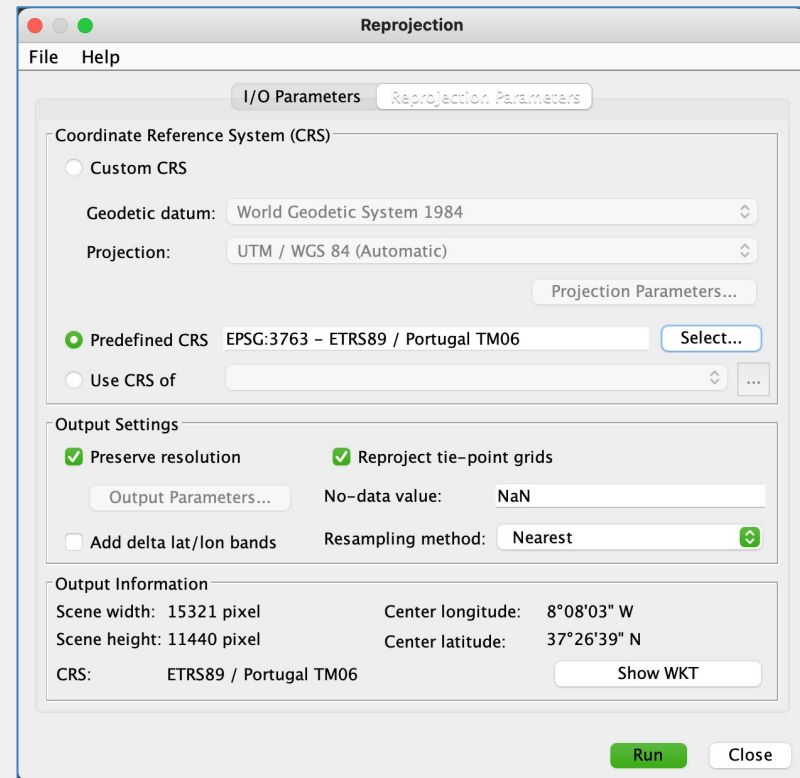 Reprojection
File Help
I/O Parameters Reprojection Parameters
Coordinate Reference System (CRS)
Custom CRS
Geodetic datum: World Geodetic System 1984
Projection: UTM / WGS 84 (Automatic)
Projection Parameters...
Predefined CRS EPSG:3763 – ETRS89 / Portugal TM06 Select...
Use CRS of ...
Output Settings
Preserve resolution Reproject tie-point grids
Output Parameters... No-data value: NaN
Add delta lat/lon bands Resampling method: Nearest
Output Information
Scene width: 15321 pixel Center longitude: 8°08'03" W
Scene height: 11440 pixel Center latitude: 37°26'39" N
CRS: ETRS89 / Portugal TM06 Show WKT
Run Close